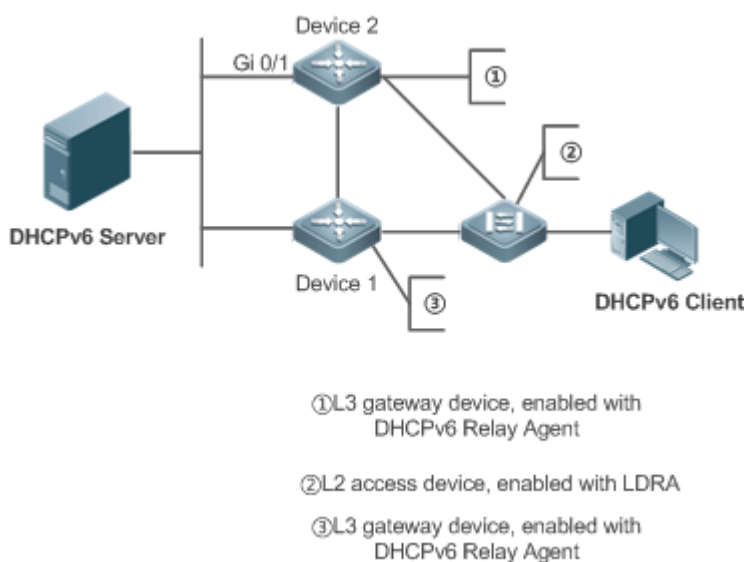 Device 2
Gi 0/1
①
②
DHCPv6 Server
Device 1
③
DHCPv6 Client
①L3 gateway device, enabled with
DHCPv6 Relay Agent
②L2 access device, enabled with LDRA
③L3 gateway device, enabled with
DHCPv6 Relay Agent